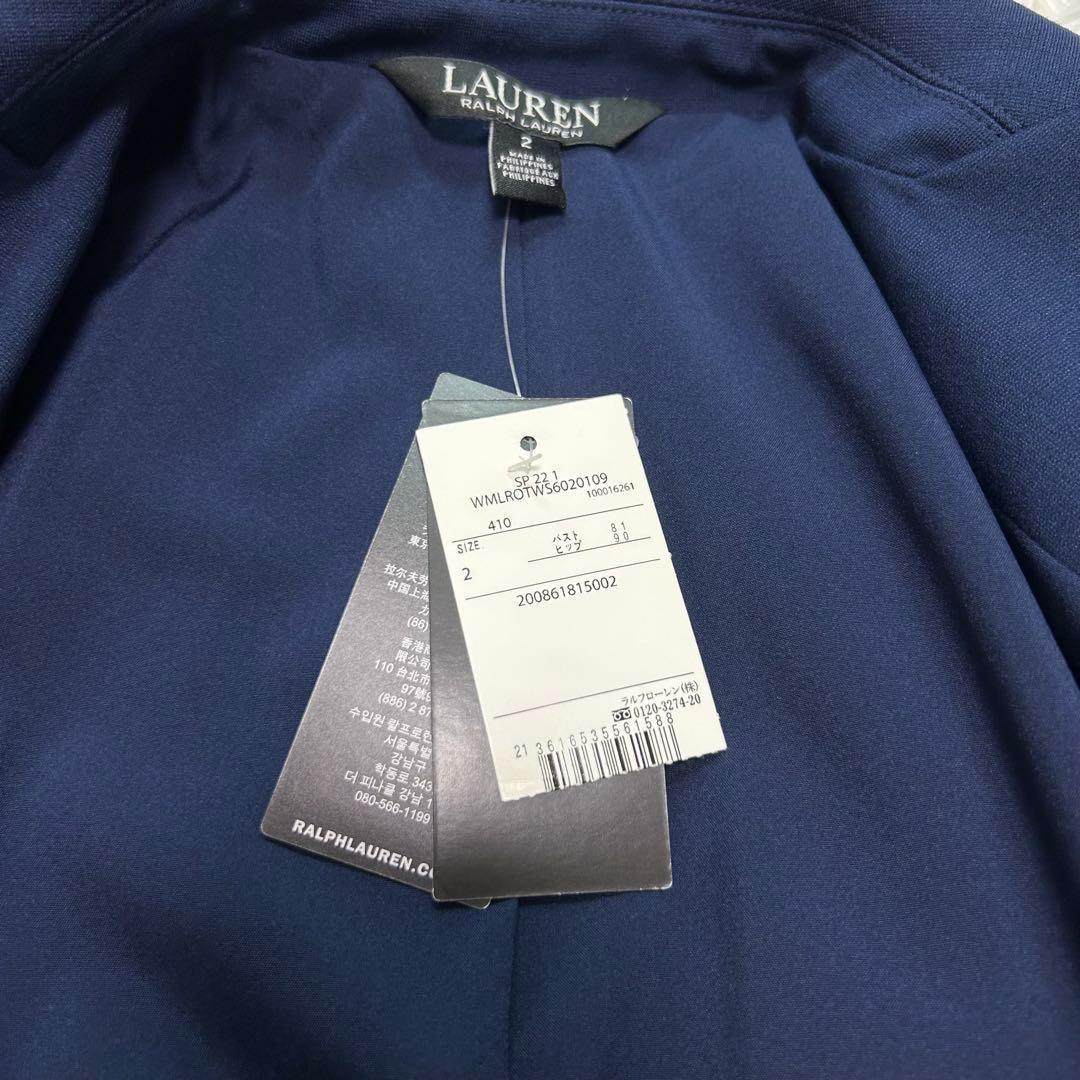 LAUREN
RALPH LAUREN
2
MADE IN
PHILIPPINES
FABRIQUE AUX
PHILIPPINES
SP 22 1
WMLROTWS6020109
100016261
410
SIZE
バスト 81
ヒップ 90
2
200861815002
ラルフローレン(株)
0120-3274-20
21 3616535561588
東京
拉尔夫劳
中国上海
力
(86)
香港商
限公司
110 台北市
97號
(886) 2 87
수입원 랄프로렌
서울특별
강남구
학동로 343
더 피나클 강남 1
080-566-1199
RALPHLAUREN.CO